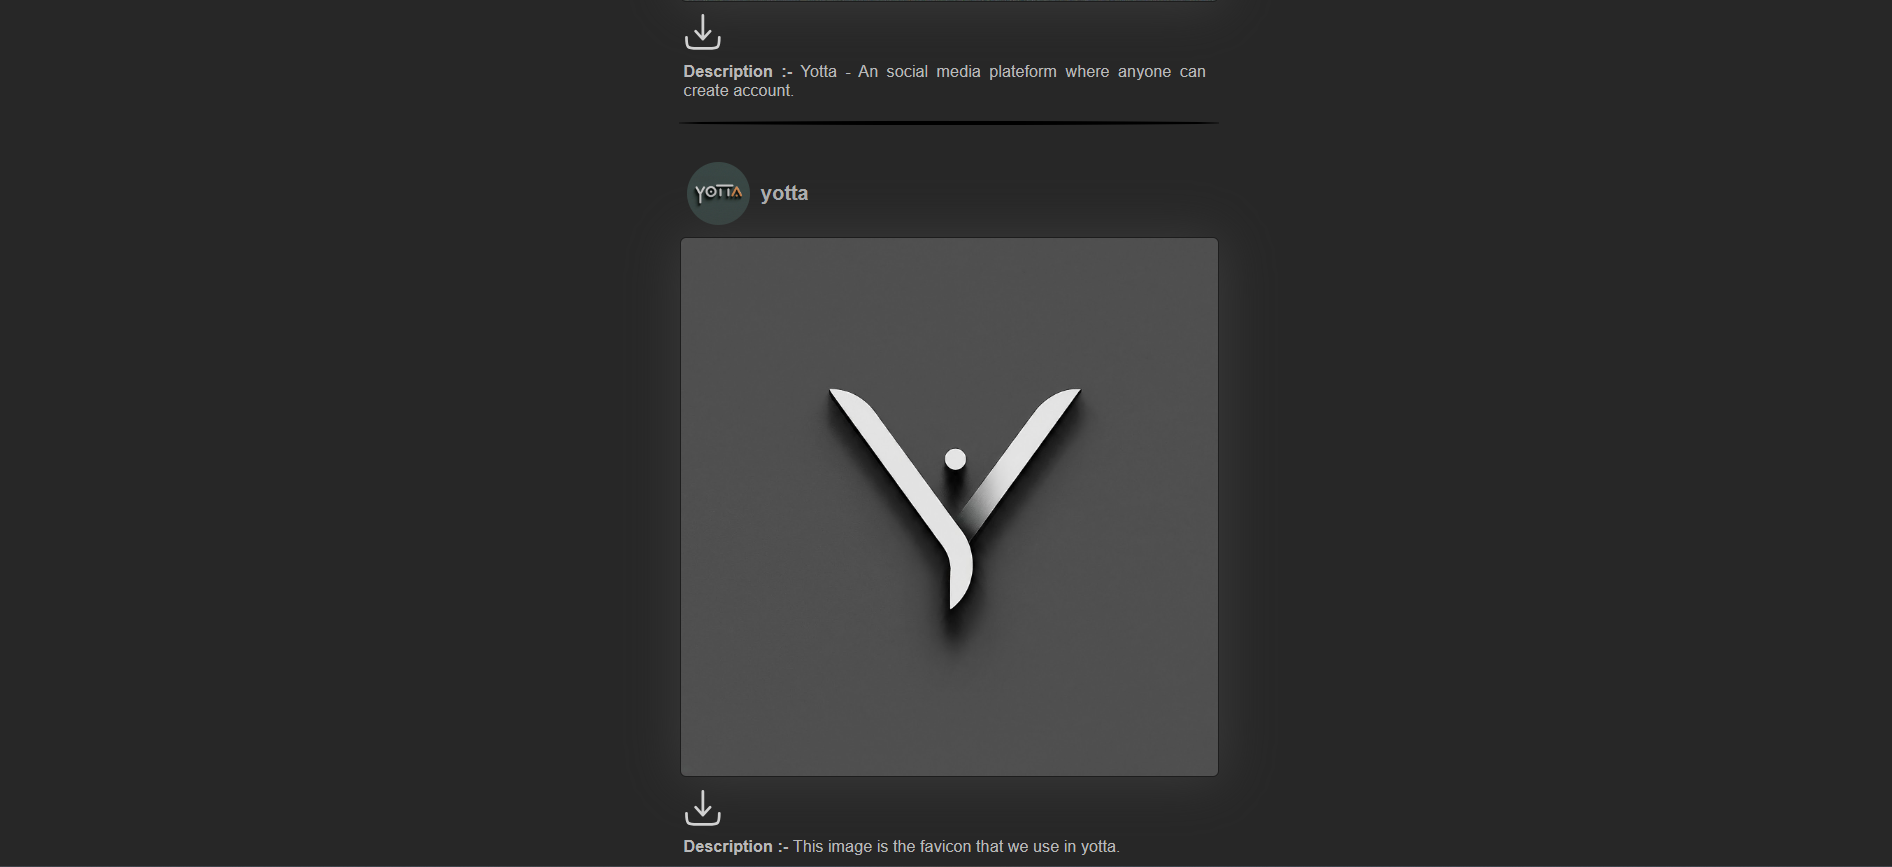 Description :- Yotta - An social media plateform where anyone can
create account.
YOTTA
yotta
Y
Description :- This image is the favicon that we use in yotta.